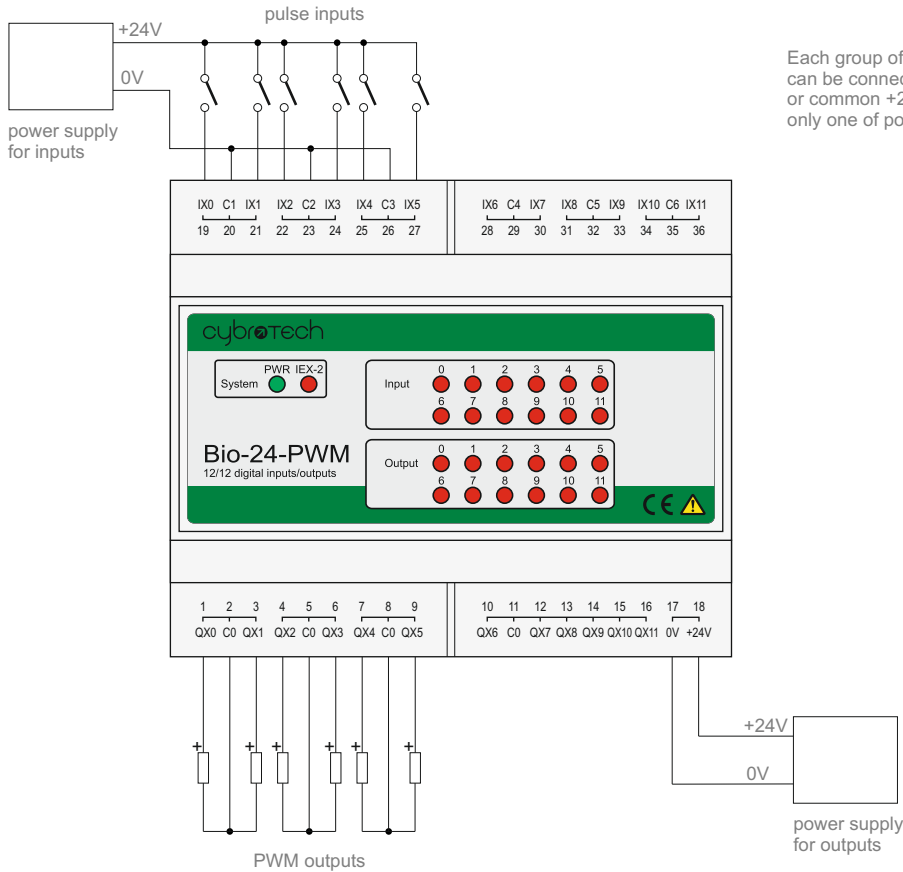 pulse inputs
+24V
0V
power supply
for inputs
Each group of
can be connec
or common +2
only one of po
IX0 C1 IX1 IX2 C2 IX3 IX4 C3 IX5 IX6 C4 IX7 IX8 C5 IX9 IX10 C6 IX11
19 20 21 22 23 24 25 26 27 28 29 30 31 32 33 34 35 36
cybrotech
PWR IEX-2
System
Input
0 1 2 3 4 5
6 7 8 9 10 11
Bio-24-PWM
12/12 digital inputs/outputs
Output
0 1 2 3 4 5
6 7 8 9 10 11
CE
1 2 3 4 5 6 7 8 9 10 11 12 13 14 15 16 17 18
QX0 C0 QX1 QX2 C0 QX3 QX4 C0 QX5 QX6 C0 QX7 QX8 QX9 QX10 QX11 0V +24V
+ + + + + +
PWM outputs
+24V
0V
power supply
for outputs